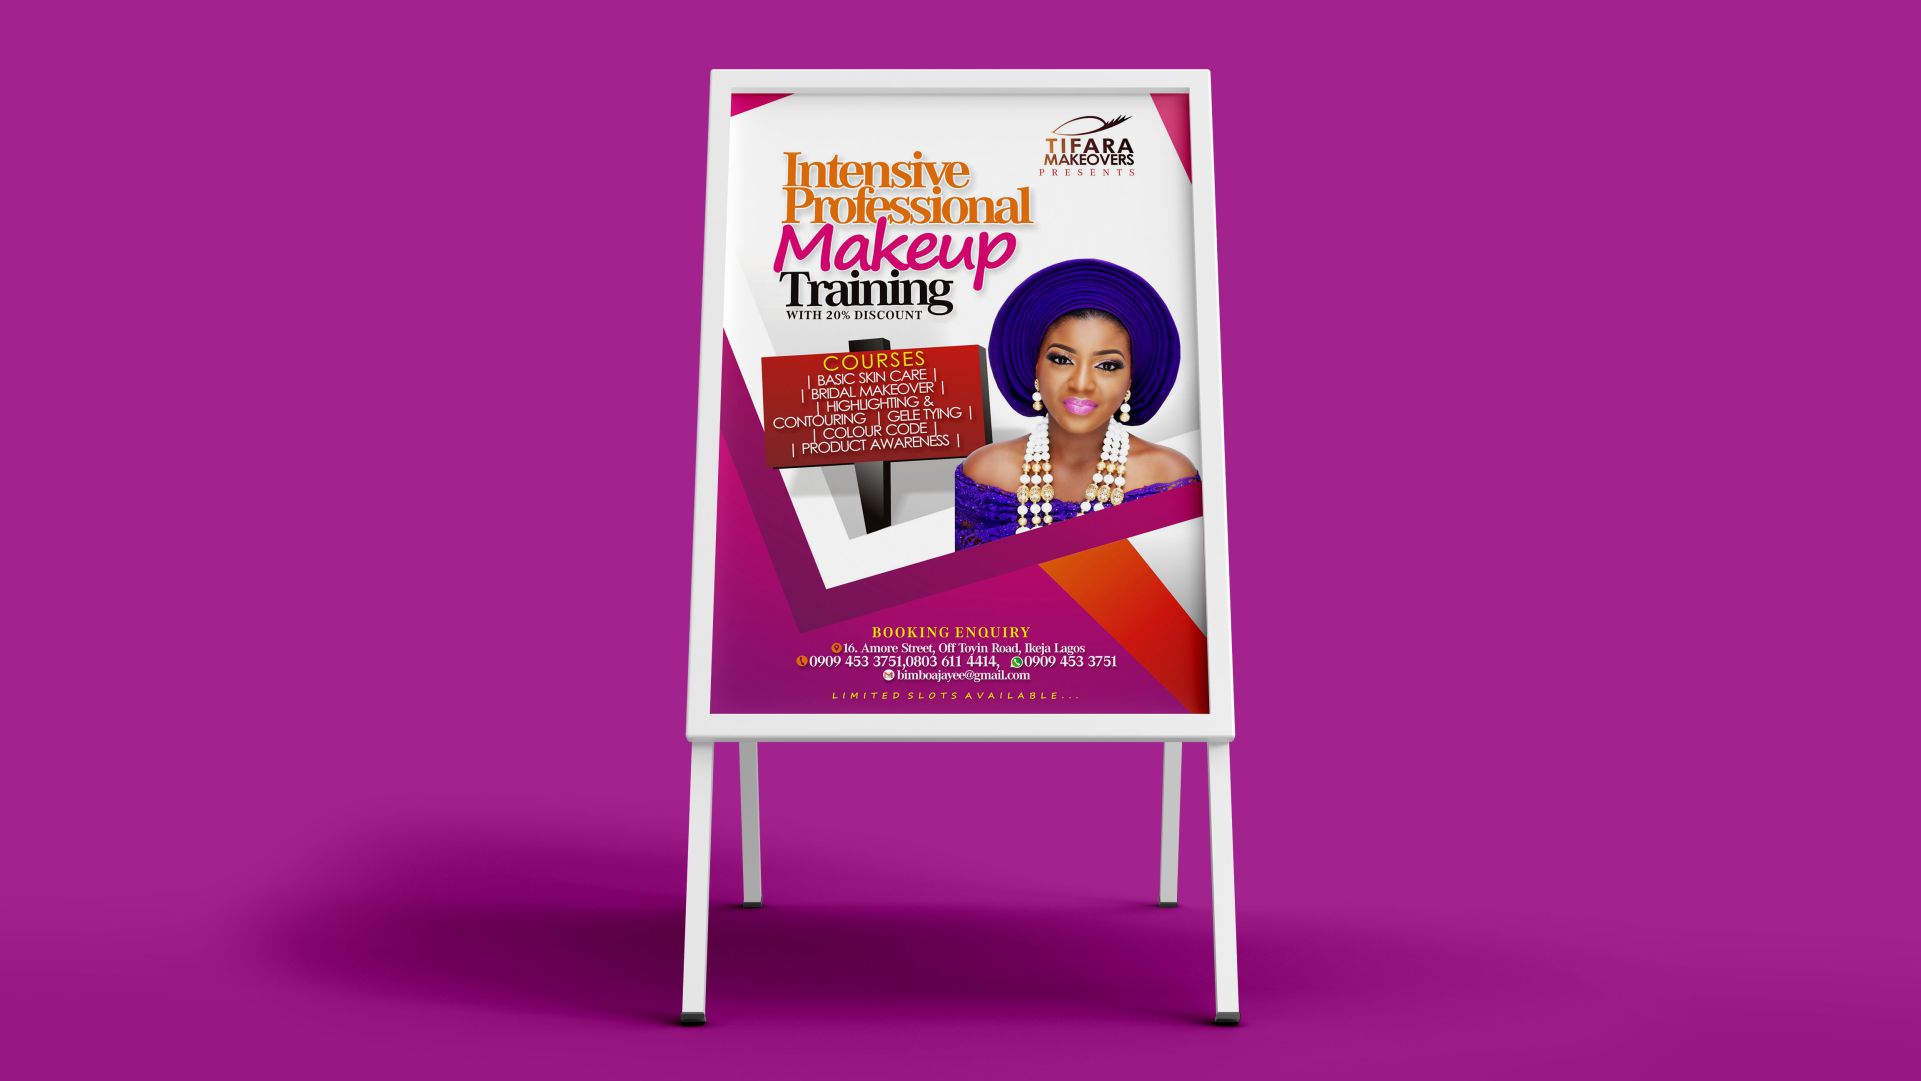 TIFARA
MAKEOVERS
PRESENTS
Intensive
Professional
Makeup
Training
WITH 20% DISCOUNT
COURSES
| BASIC SKIN CARE |
| BRIDAL MAKEOVER |
| HIGHLIGHTING &
CONTOURING | GELE TYING |
| COLOUR CODE |
| PRODUCT AWARENESS |
BOOKING ENQUIRY
16. Amore Street, Off Toyin Road, Ikeja Lagos
0909 453 3751,0803 611 4414, 0909 453 3751
bimboajayee@gmail.com
LIMITED SLOTS AVAILABLE...